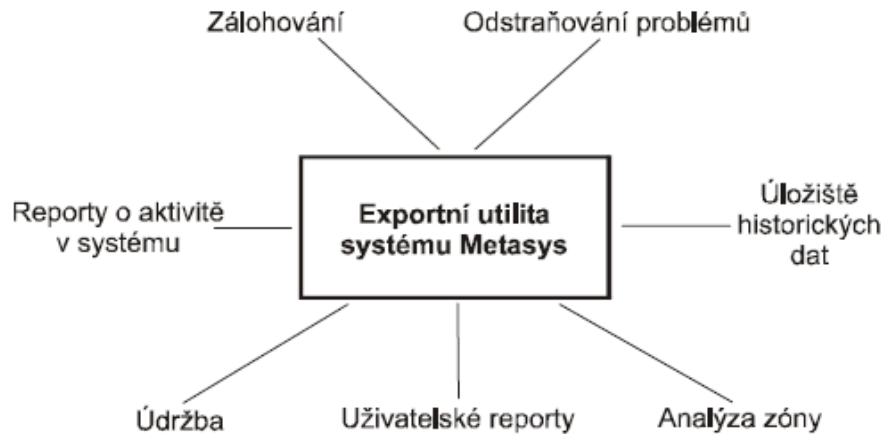 Zálohování
Odstraňování problémů
Reporty o aktivitě
v systému
Exportní utilita
systému Metasys
Úložiště
historických
dat
Údržba
Uživatelské reporty
Analýza zóny